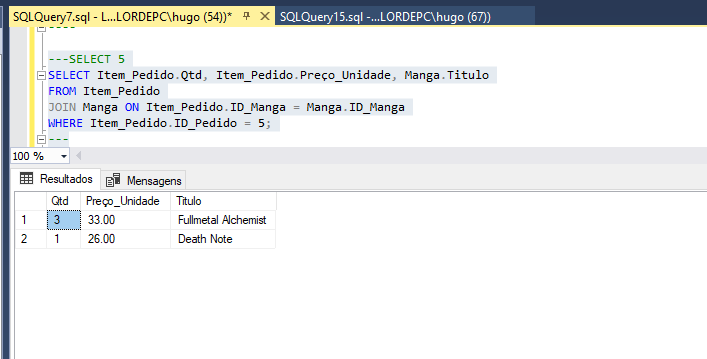 SQLQuery7.sql - L...LORDEPC\hugo (54))* SQLQuery15.sql -...LORDEPC\hugo (67))
---SELECT 5
SELECT Item_Pedido.Qtd, Item_Pedido.Preço_Unidade, Manga.Titulo
FROM Item_Pedido
JOIN Manga ON Item_Pedido.ID_Manga = Manga.ID_Manga
WHERE Item_Pedido.ID_Pedido = 5;
---
100 %
Resultados Mensagens
Qtd Preço_Unidade Titulo
1 3 33.00 Fullmetal Alchemist
2 1 26.00 Death Note